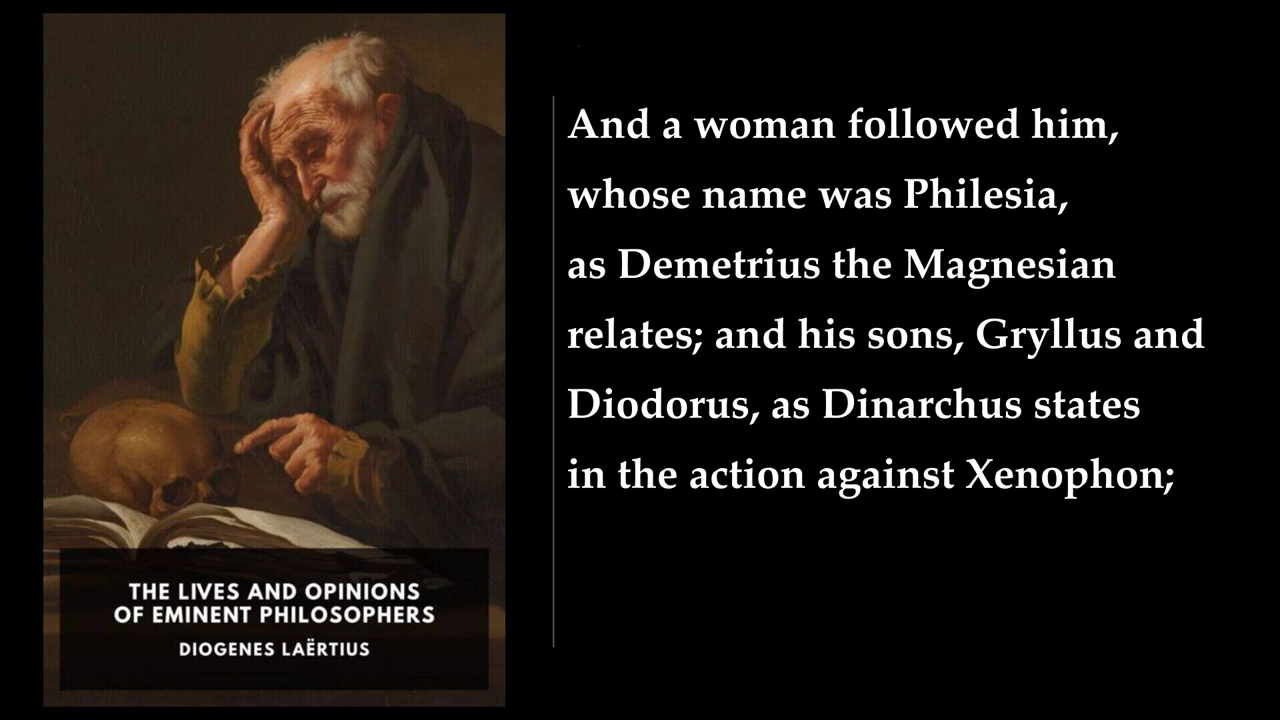 THE LIVES AND OPINIONS
OF EMINENT PHILOSOPHERS
DIOGENES LAËRTIUS
And a woman followed him,
whose name was Philesia,
as Demetrius the Magnesian
relates; and his sons, Gryllus and
Diodorus, as Dinarchus states
in the action against Xenophon;